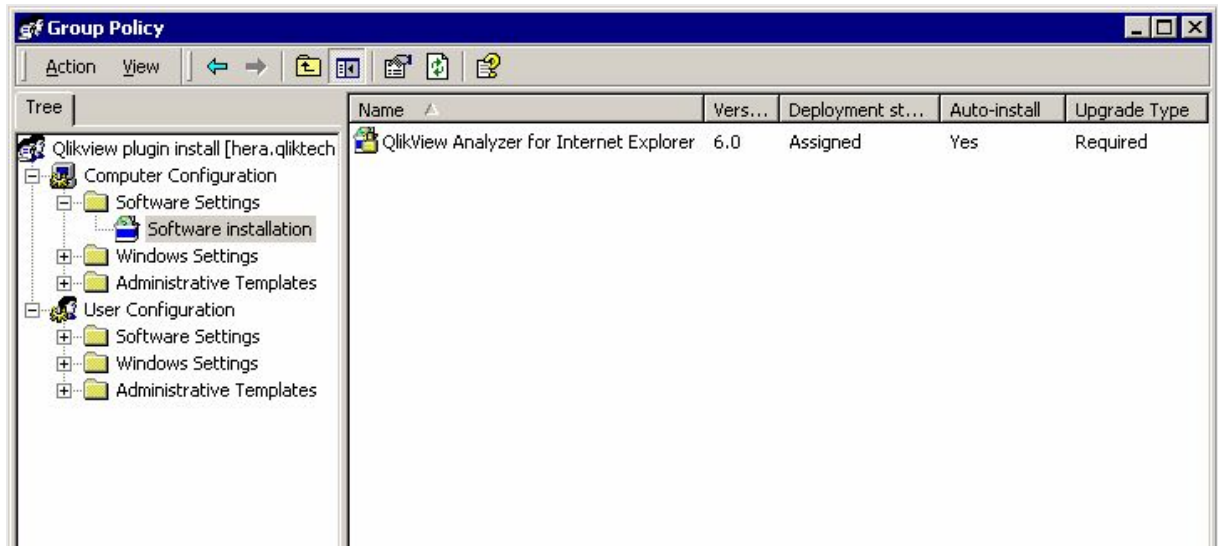 Group Policy
Action View
Tree
Name Vers... Deployment st... Auto-install Upgrade Type
Qlikview plugin install [hera.qliktech
QlikView Analyzer for Internet Explorer 6.0 Assigned Yes Required
Computer Configuration
Software Settings
Software installation
Windows Settings
Administrative Templates
User Configuration
Software Settings
Windows Settings
Administrative Templates